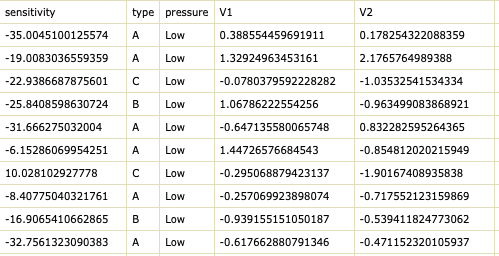 sensitivity type pressure V1 V2
-35.0045100125574 A Low 0.388554459691911 0.178254322088359
-19.0083036559359 A Low 1.32924963453161 2.1765764989388
-22.9386687875601 C Low -0.0780379592228282 -1.03532541534334
-25.8408598630724 B Low 1.06786222554256 -0.963499083868921
-31.666275032004 A Low -0.647135580065748 0.832282595264365
-6.15286069954251 A Low 1.44726576684543 -0.854812020215949
10.028102927778 C Low -0.295068879423137 -1.90167408935838
-8.40775040321761 A Low -0.257069923898074 -0.717552123159869
-16.9065410662865 B Low -0.939155151050187 -0.539411824773062
-32.7561323090383 A Low -0.617662880791346 -0.471152320105937